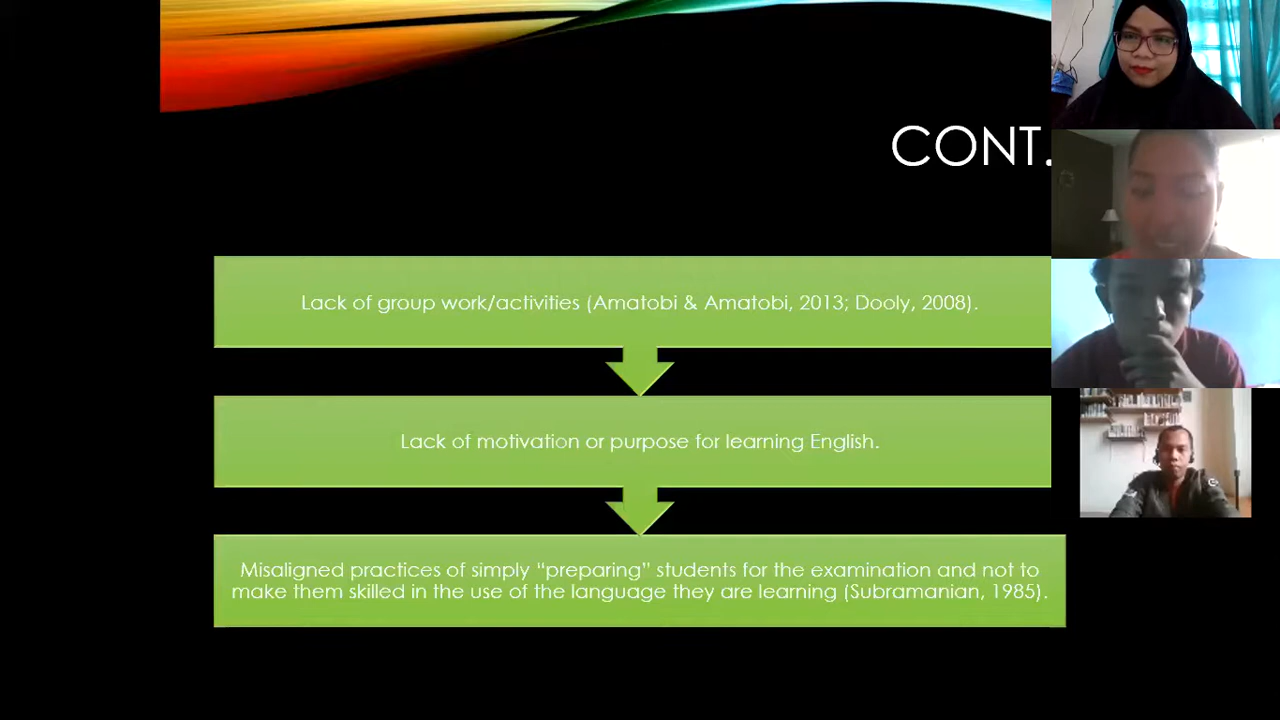 CONT.
Lack of group work/activities (Amatobi & Amatobi, 2013; Dooly, 2008).
Lack of motivation or purpose for learning English.
Misaligned practices of simply “preparing” students for the examination and not to
make them skilled in the use of the language they are learning (Subramanian, 1985).